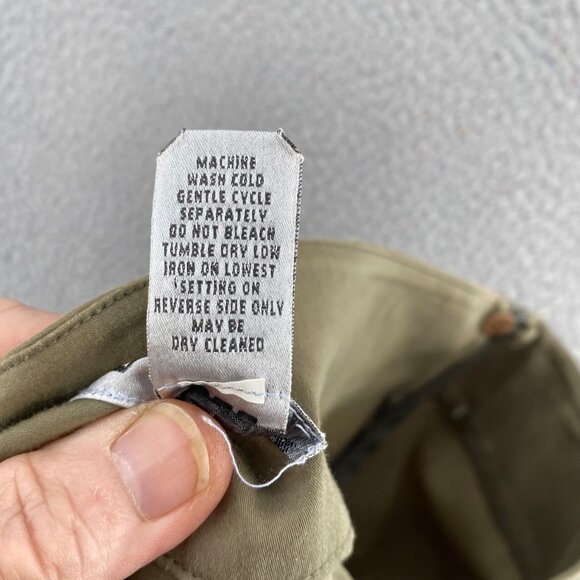 MACHINE
WASH COLD
GENTLE CYCLE
SEPARATELY
DO NOT BLEACH
TUMBLE DRY LOW
IRON ON LOWEST
'SETTING ON
REVERSE SIDE ONLY
MAY BE
DRY CLEANED